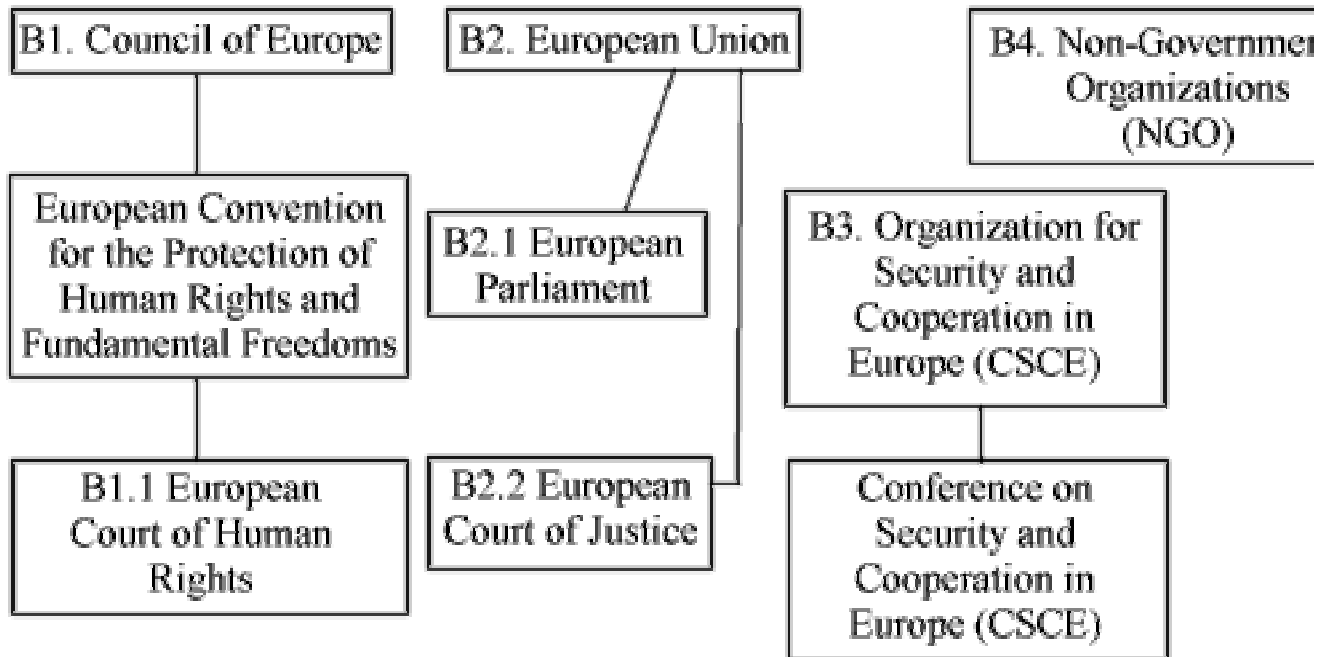 B1. Council of Europe
B2. European Union
B4. Non-Governmen
Organizations
(NGO)
European Convention
for the Protection of
Human Rights and
Fundamental Freedoms
B2.1 European
Parliament
B3. Organization for
Security and
Cooperation in
Europe (CSCE)
B1.1 European
Court of Human
Rights
B2.2 European
Court of Justice
Conference on
Security and
Cooperation in
Europe (CSCE)